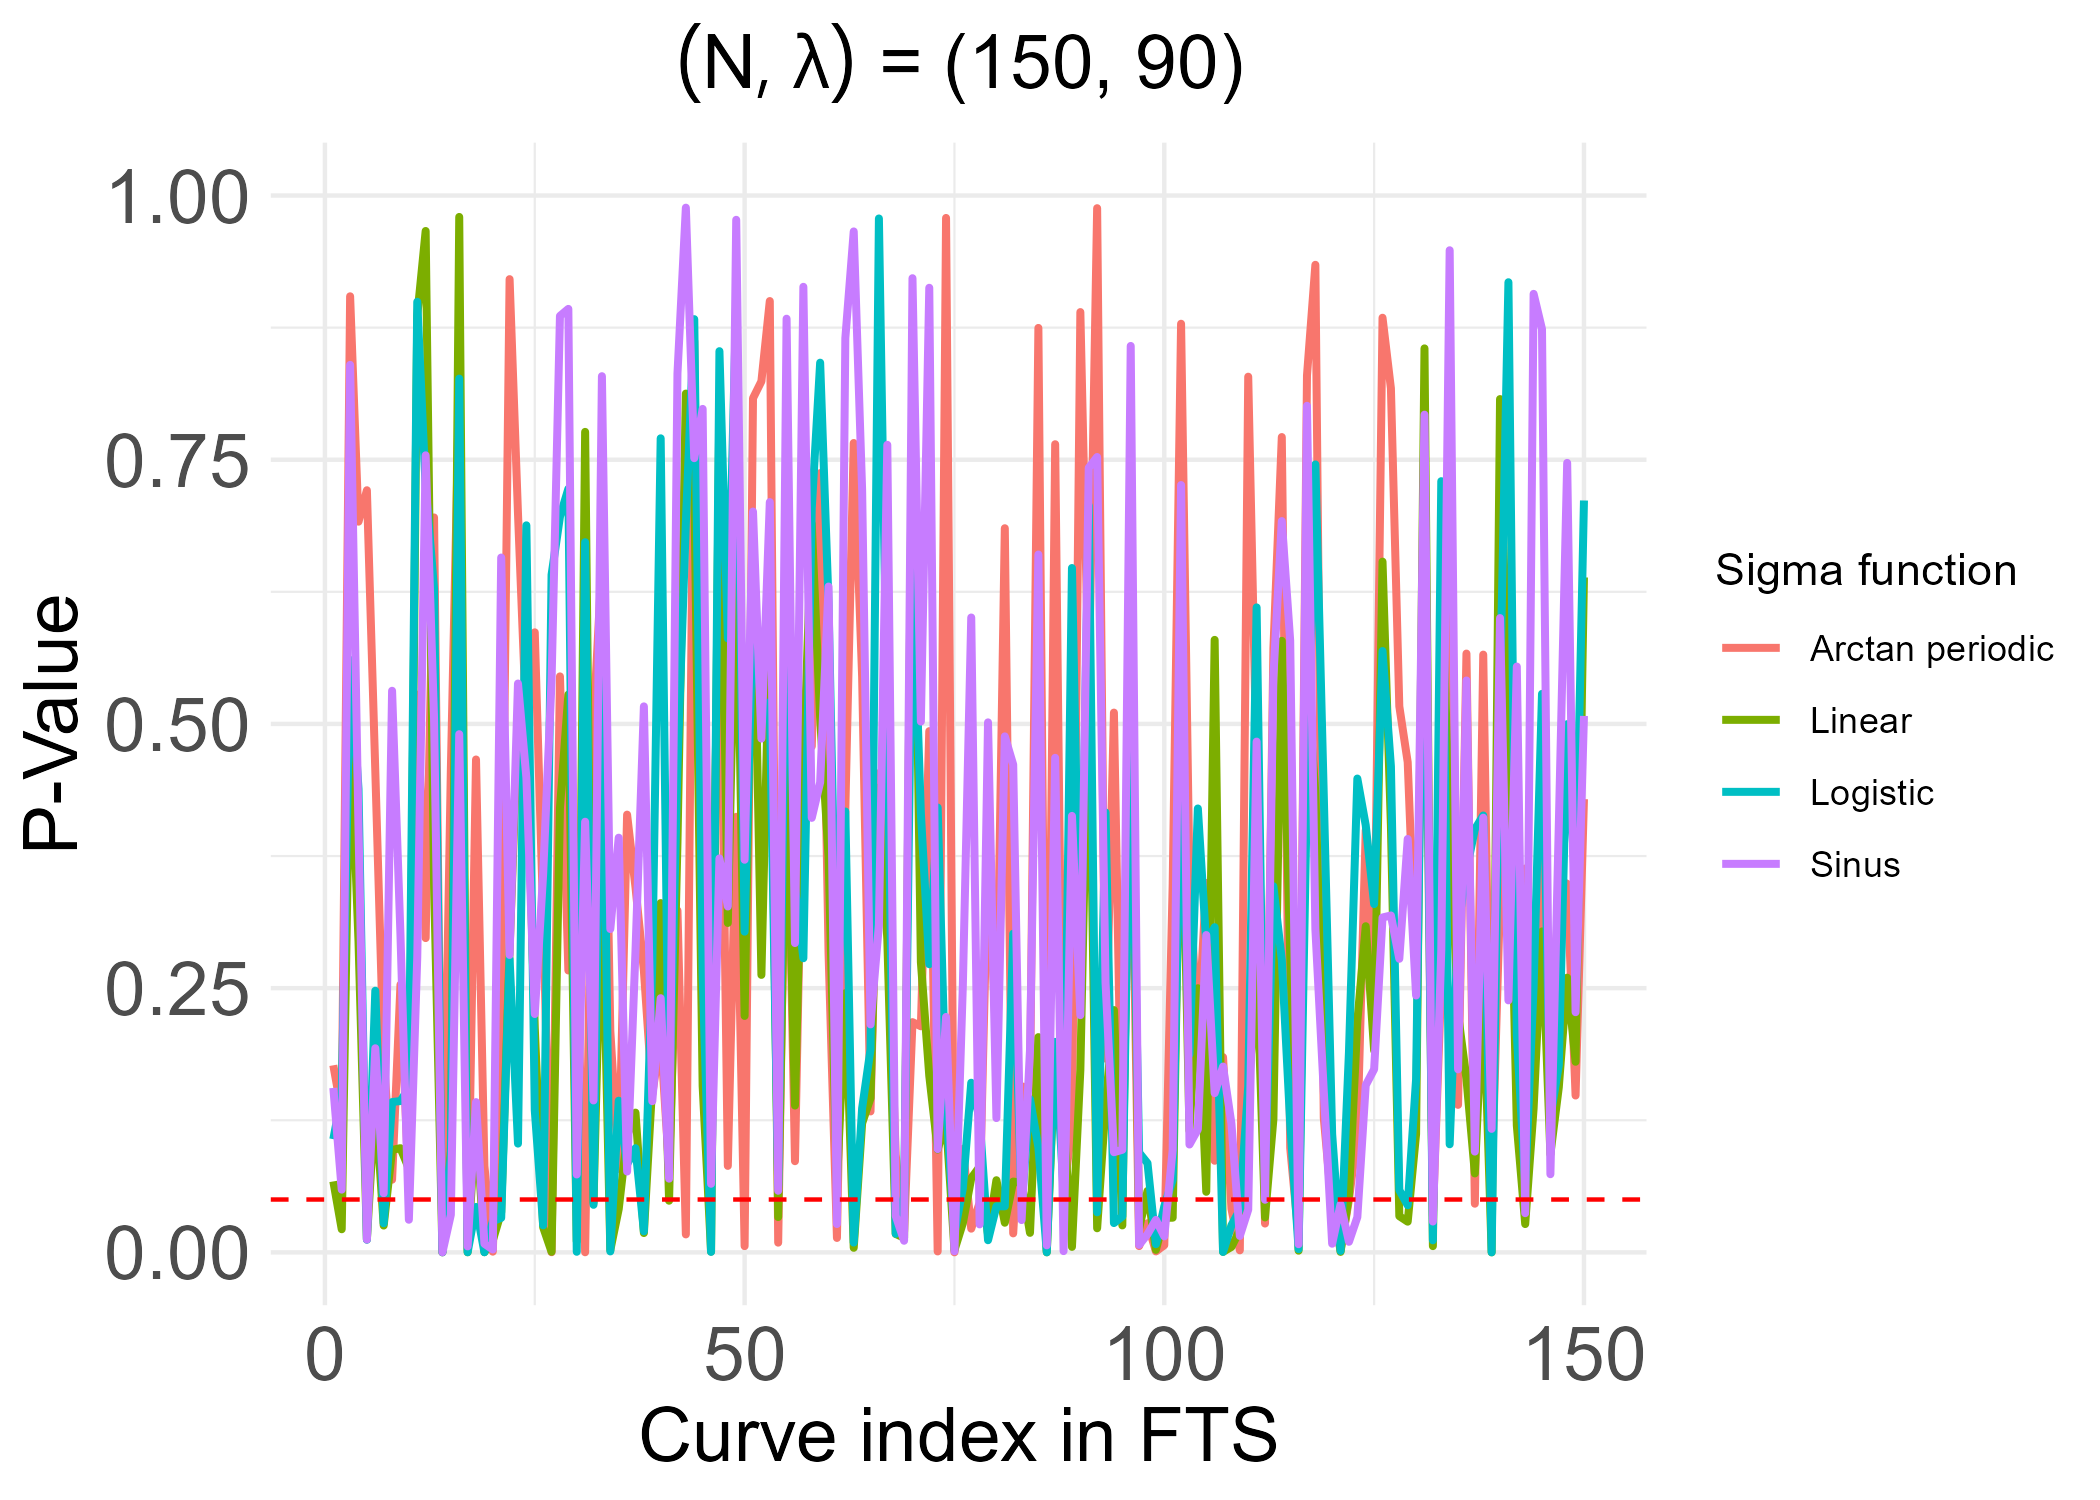 (N, λ) = (150, 90)
1.00
0.75
0.50
0.25
0.00
P-Value
0
50
100
150
Curve index in FTS
Sigma function
Arctan periodic
Linear
Logistic
Sinus